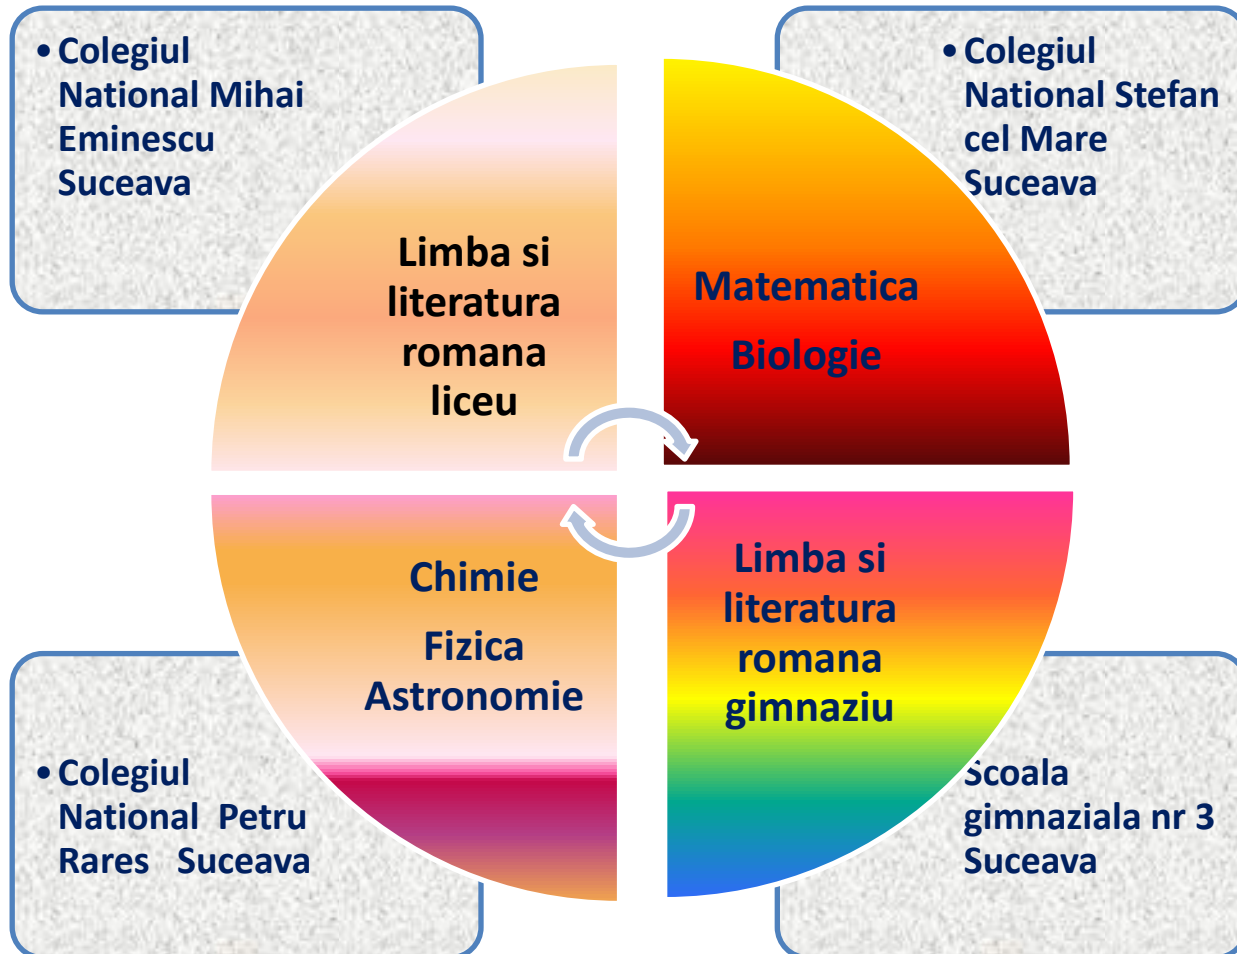 • Colegiul
National Mihai
Eminescu
Suceava
• Colegiul
National Stefan
cel Mare
Suceava
Limba si
literatura
romana
liceu
Matematica
Biologie
Chimie
Fizica
Astronomie
Limba si
literatura
romana
gimnaziu
• Colegiul
National Petru
Rares Suceava
Scoala
gimnaziala nr 3
Suceava